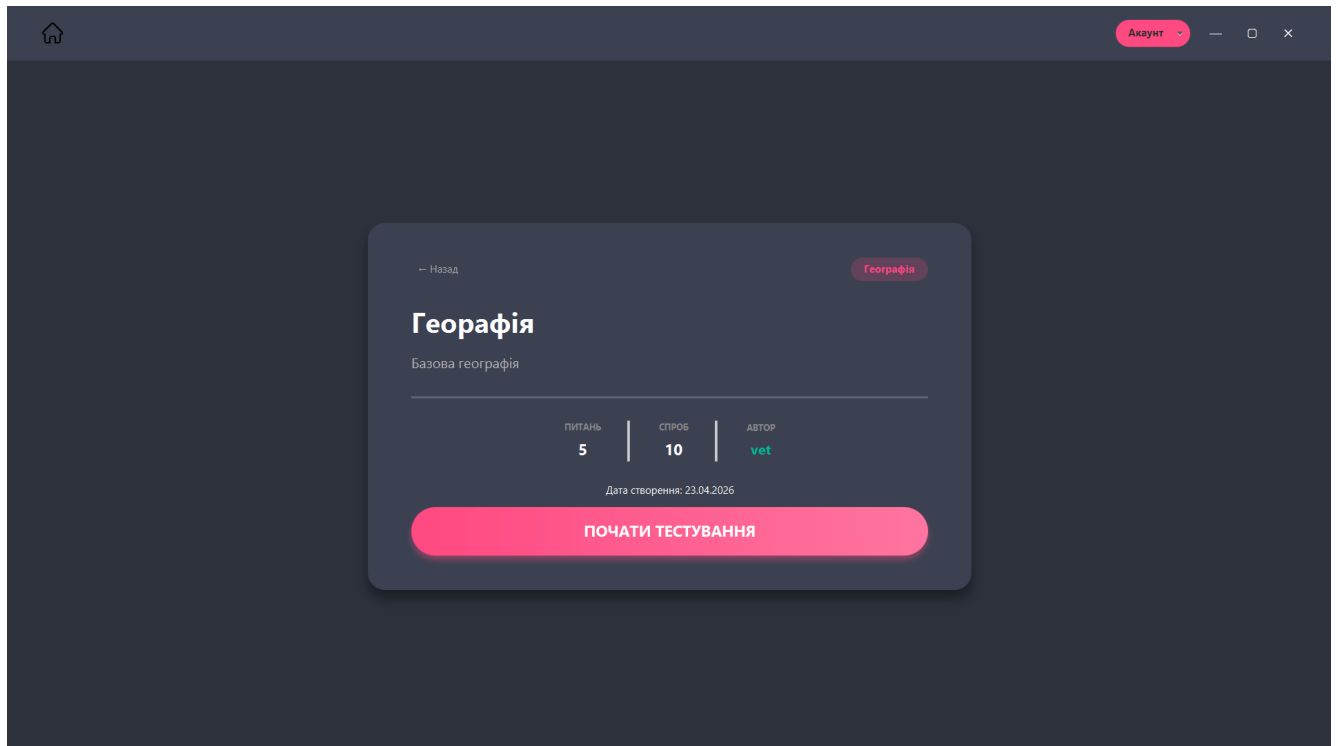 Акаунт
← Назад
Географія
Георафія
Базова географія
ПИТАНЬ СПРОБ АВТОР
5 10 vet
Дата створення: 23.04.2026
ПОЧАТИ ТЕСТУВАННЯ